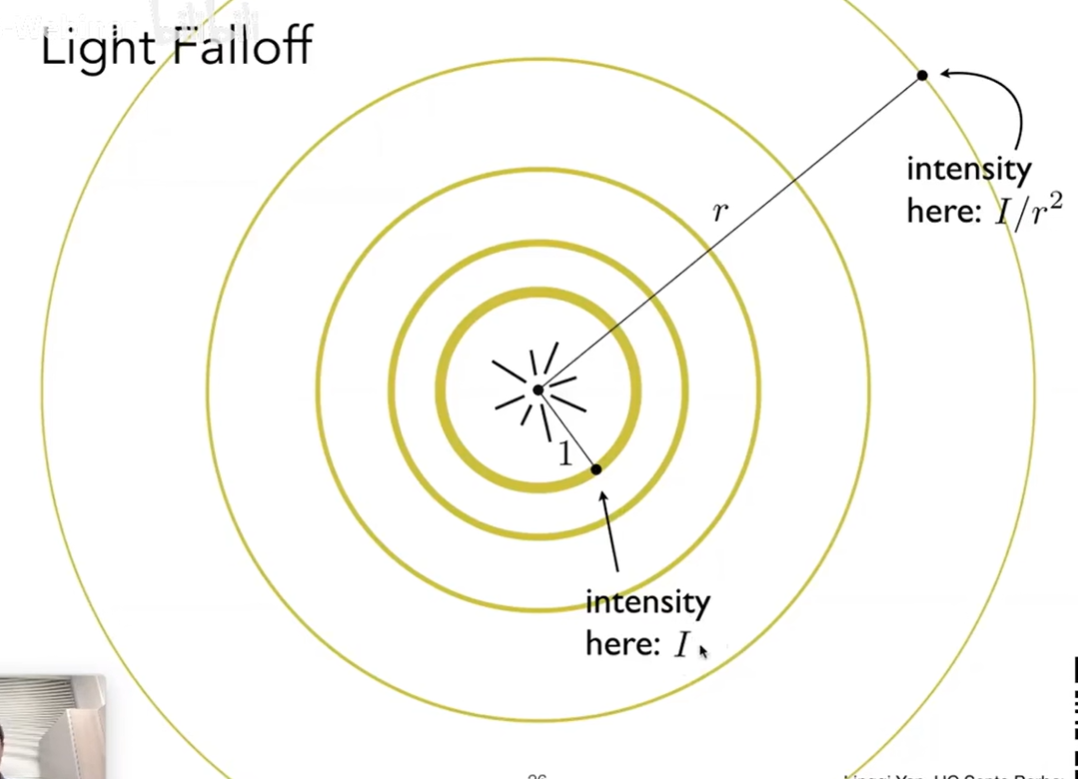 Light Falloff
intensity
here: I/r²
r
1
intensity
here: I